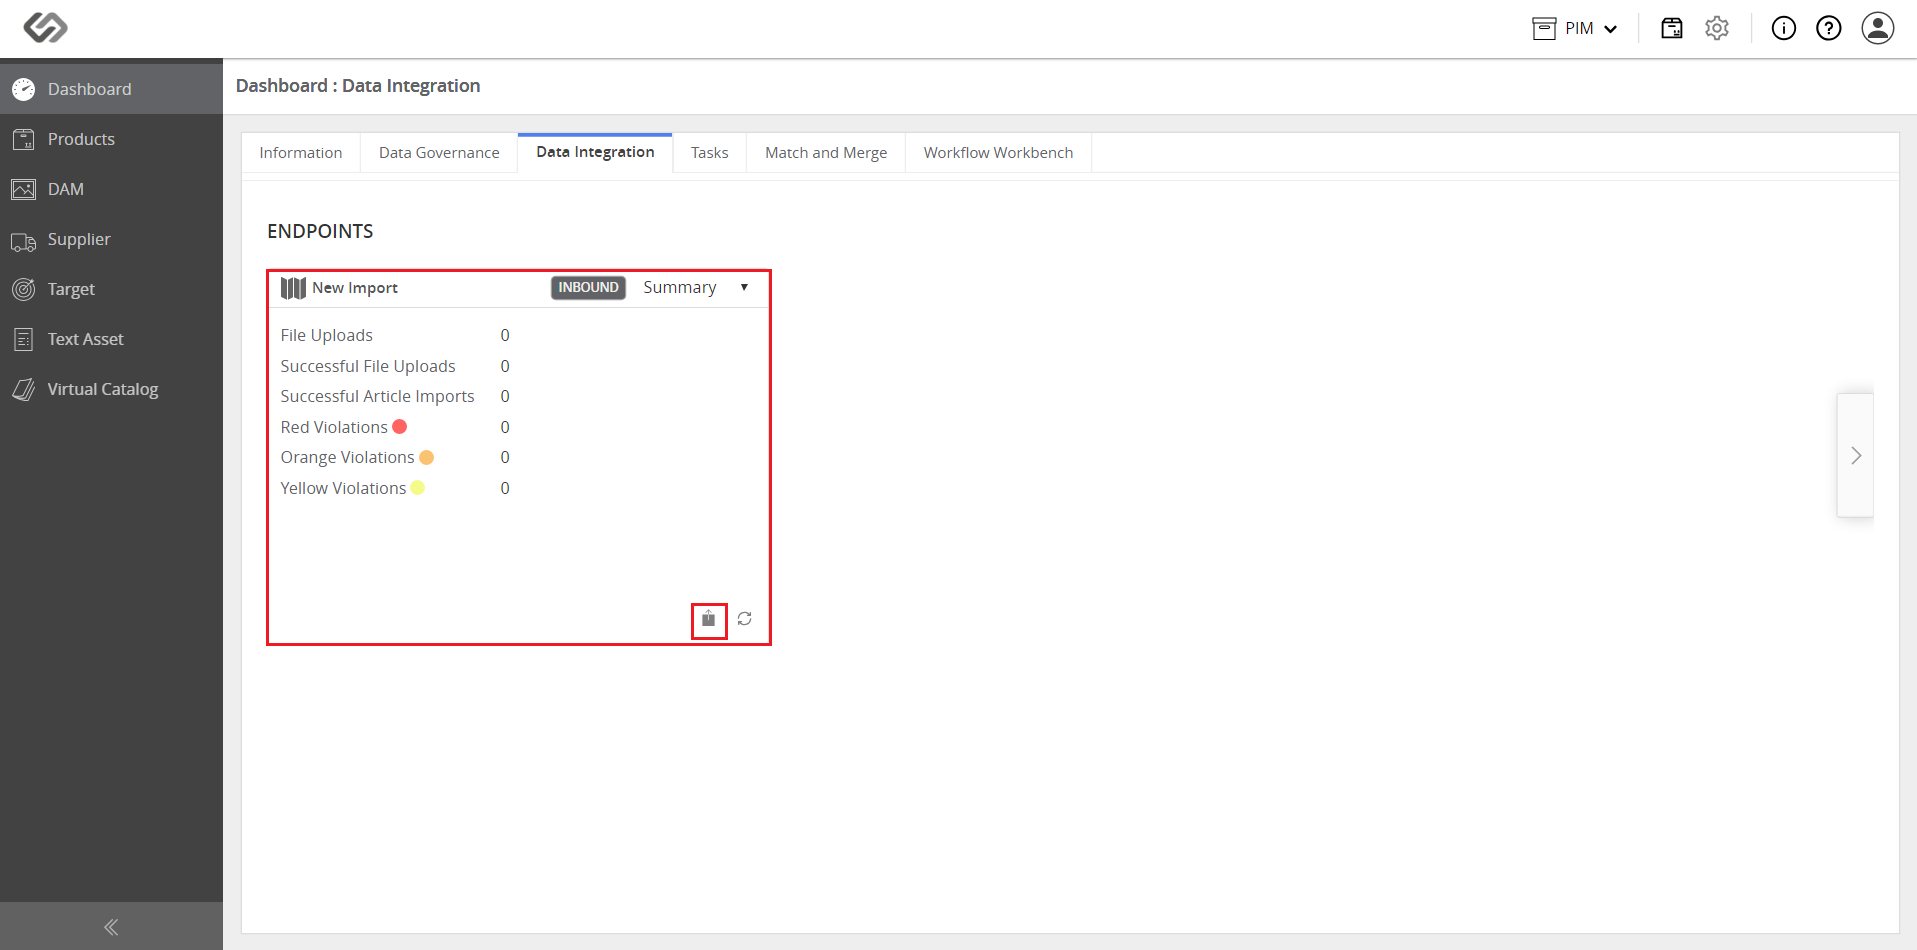 PIM
Dashboard
Products
DAM
Supplier
Target
Text Asset
Virtual Catalog
Dashboard : Data Integration
Information Data Governance Data Integration Tasks Match and Merge Workflow Workbench
ENDPOINTS
New Import INBOUND Summary
File Uploads 0
Successful File Uploads 0
Successful Article Imports 0
Red Violations 0
Orange Violations 0
Yellow Violations 0